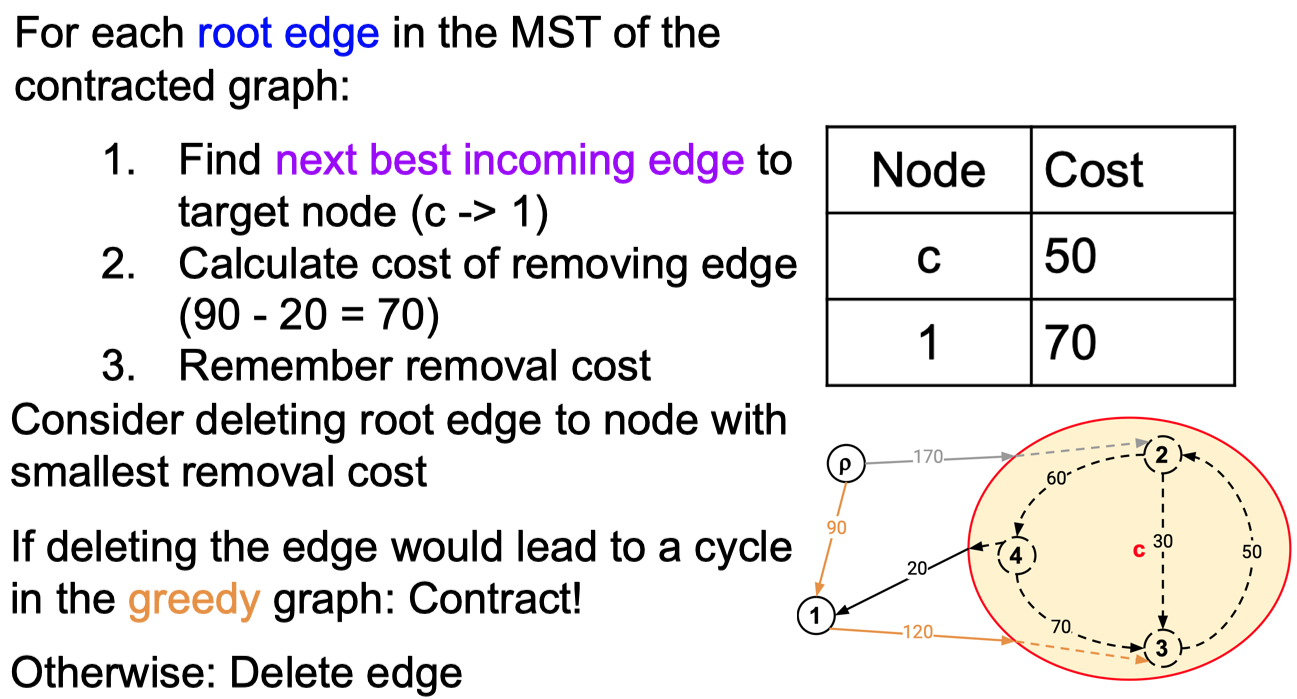 For each root edge in the MST of the
contracted graph:
1. Find next best incoming edge to
target node (c -> 1)
2. Calculate cost of removing edge
(90 - 20 = 70)
3. Remember removal cost
Consider deleting root edge to node with
smallest removal cost
If deleting the edge would lead to a cycle
in the greedy graph: Contract!
Otherwise: Delete edge
Node Cost
c 50
1 70
ρ
170
2
60
90
4
c
30
50
20
1
120
70
3